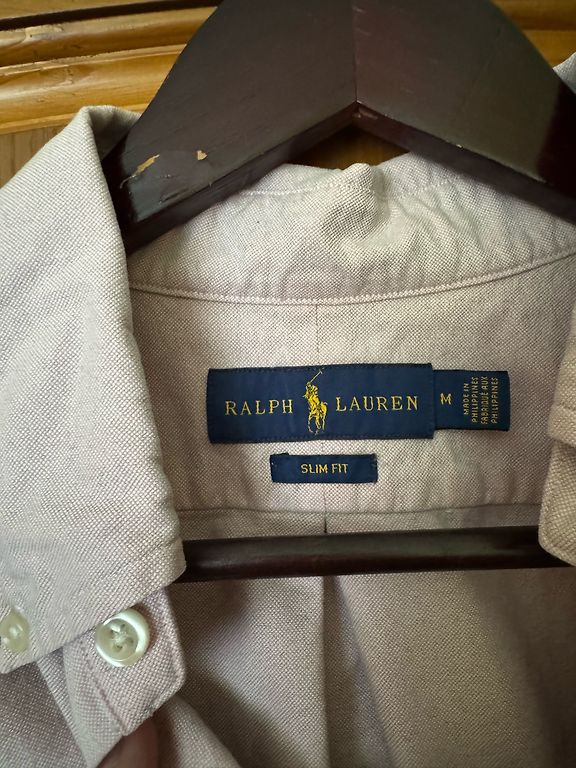 RALPH LAUREN
M
MADE IN
PHILIPPINES
FABRIQUÉ AUX
PHILIPPINES
SLIM FIT